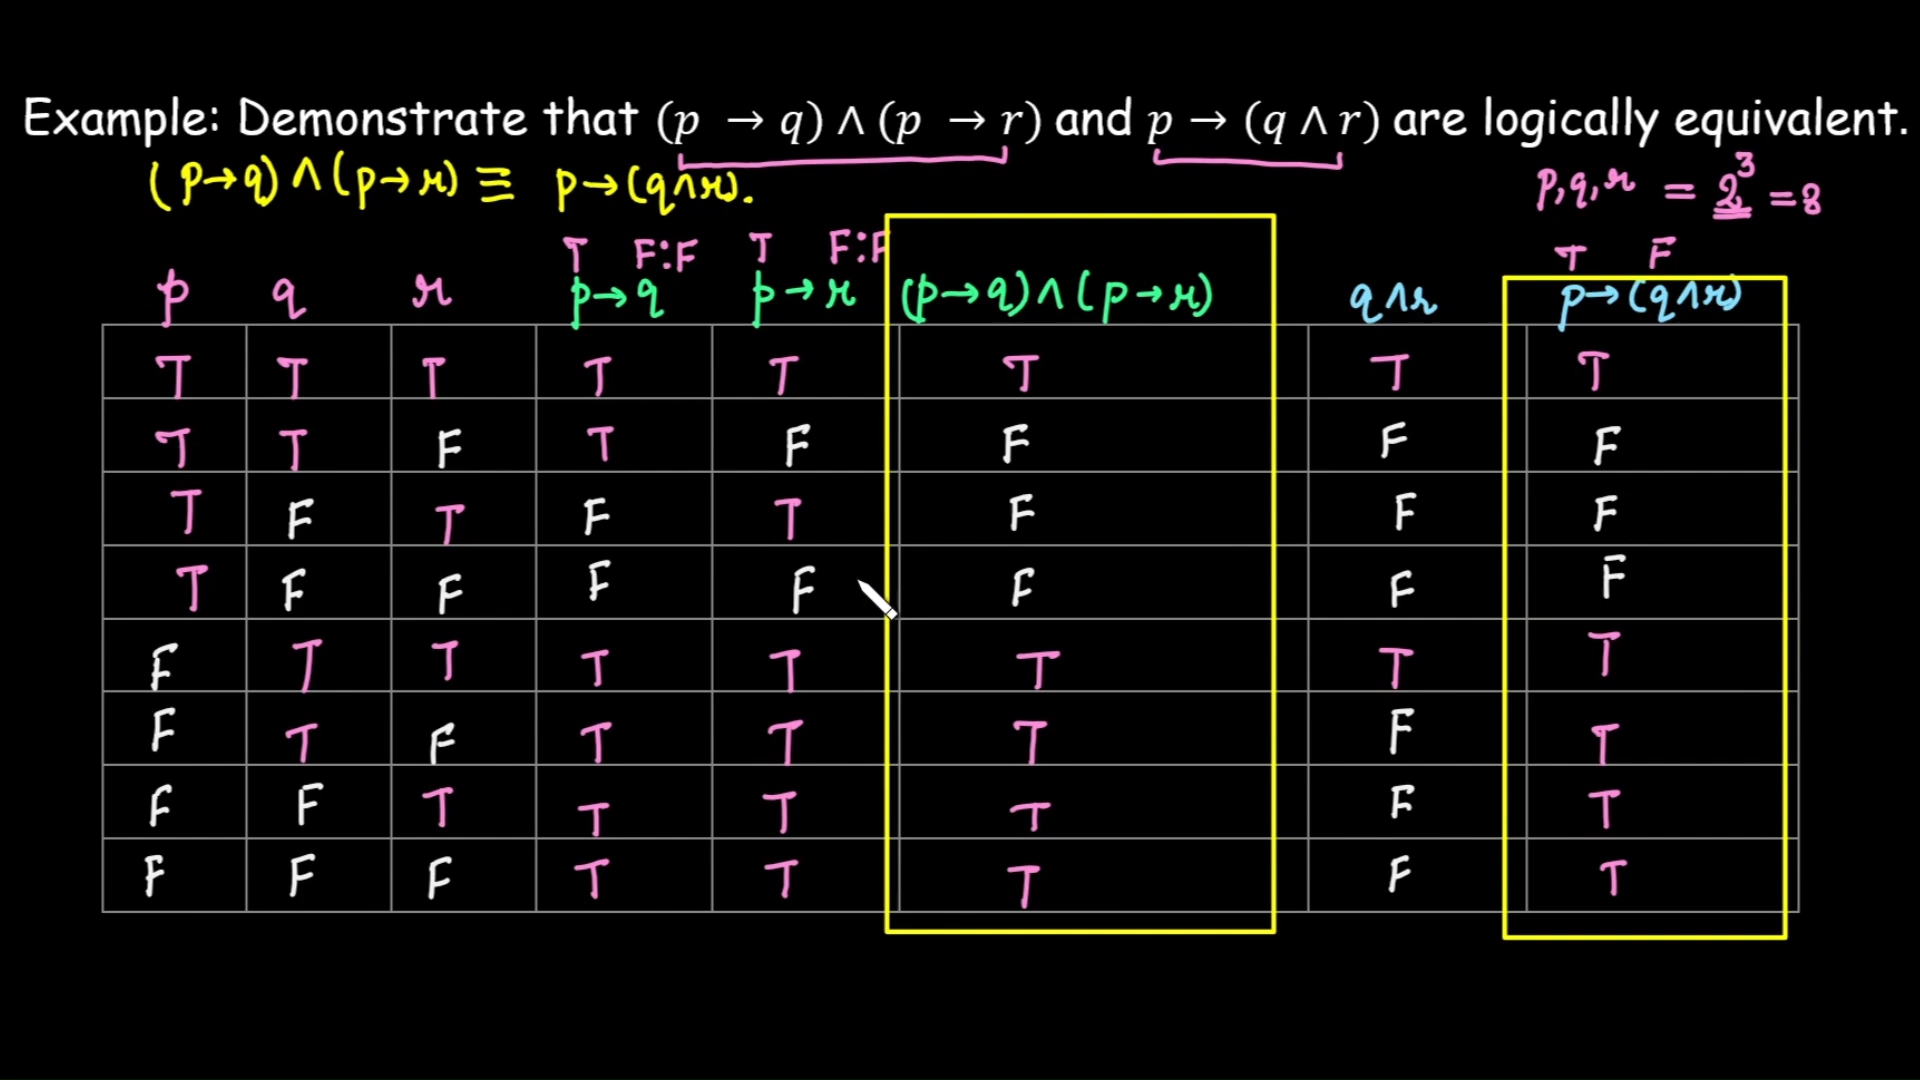 Example: Demonstrate that (p → q) ∧ (p → r) and p → (q ∧ r) are logically equivalent.
(p→q) ∧ (p→r) ≡ p→(q∧r).
p,q,r = 2³ = 8
T F:F T F:F T F
p q r p→q p→r (p→q)∧(p→r) q∧r p→(q∧r)
T T T T T T T T
T T F T F F F F
T F T F T F F F
T F F F F F F F
F T T T T T T T
F T F T T T F T
F F T T T T F T
F F F T T T F T